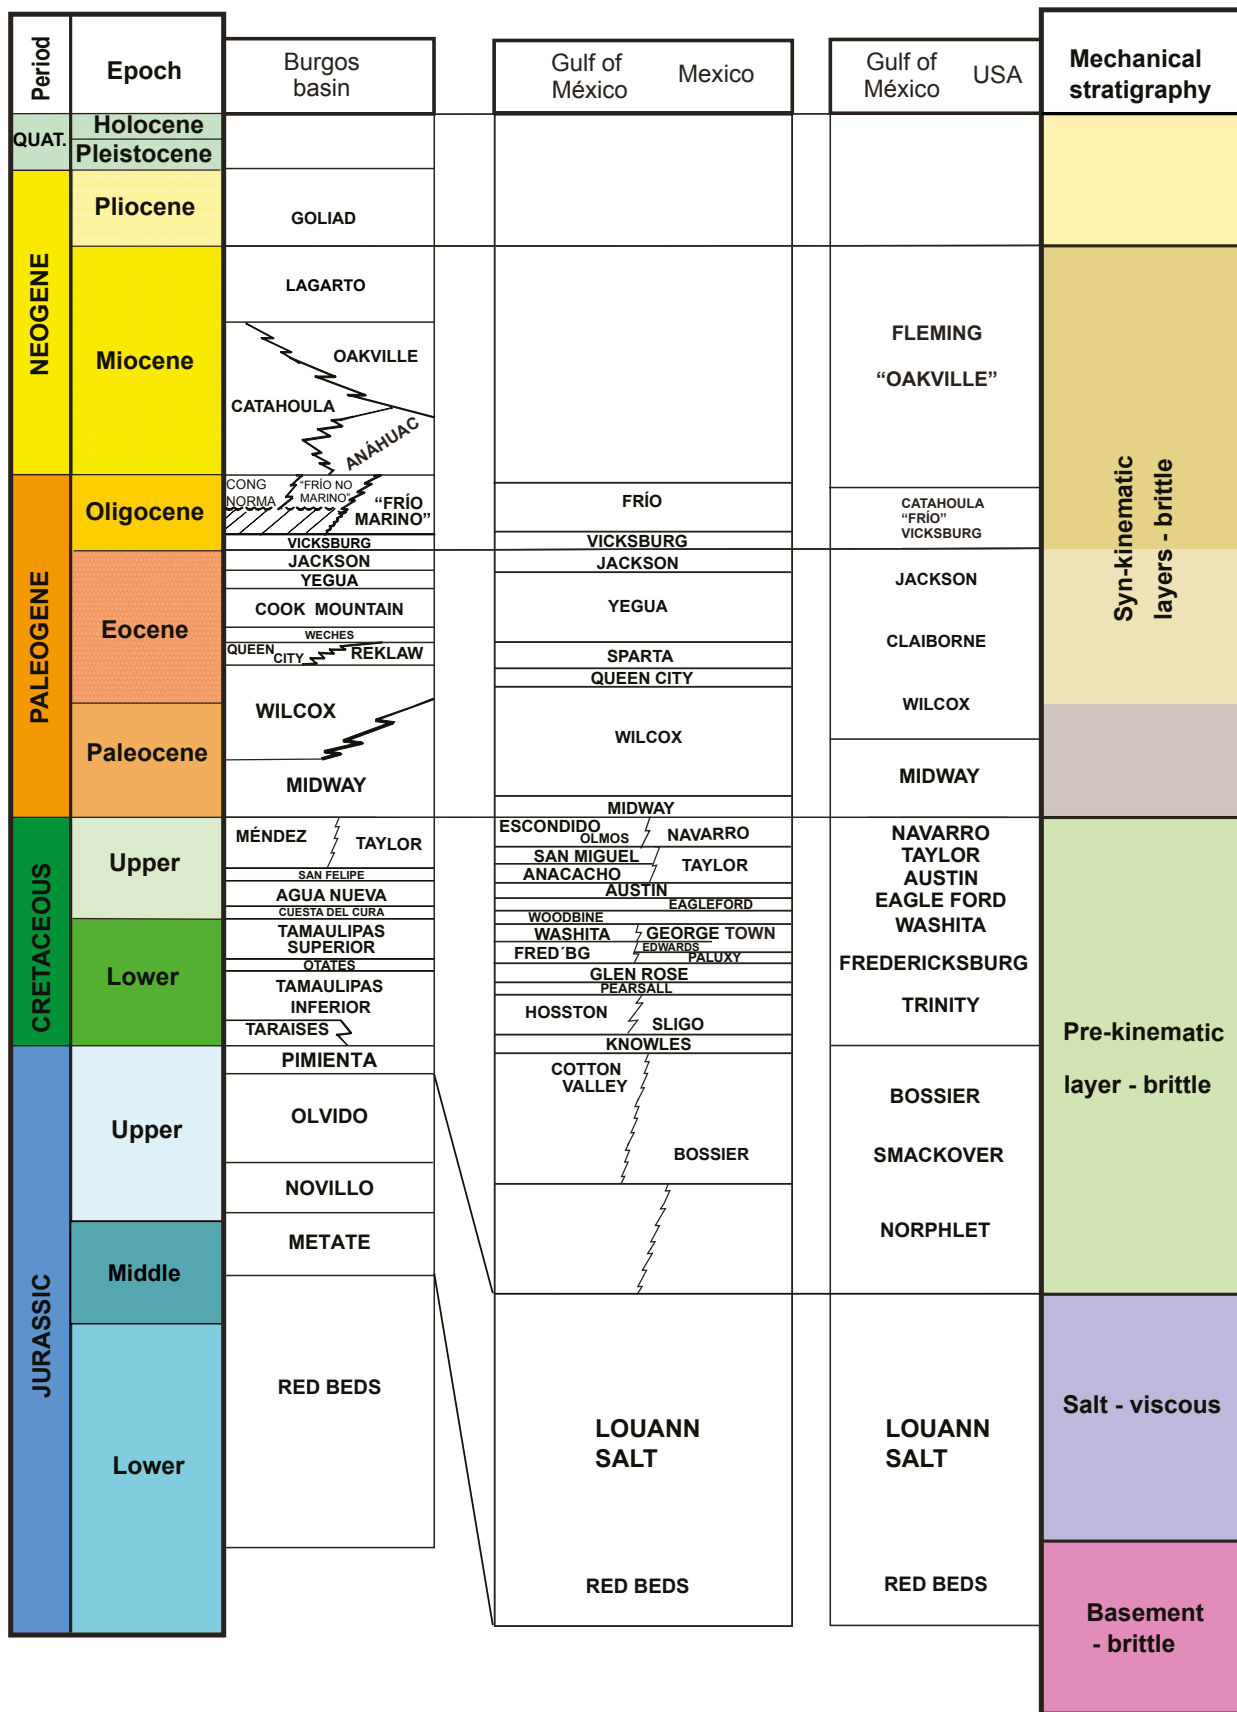 Period
Epoch
Burgos
basin
Gulf of
México
Mexico
Gulf of
México
USA
Mechanical
stratigraphy
QUAT.
Holocene
Pleistocene
NEOGENE
Pliocene
Miocene
PALEOGENE
Oligocene
Eocene
Paleocene
CRETACEOUS
Upper
Lower
JURASSIC
Upper
Middle
Lower
GOLIAD
LAGARTO
OAKVILLE
CATAHOULA
ANÁHUAC
CONG
NORMA
"FRÍO NO
MARINO"
"FRÍO
MARINO"
VICKSBURG
JACKSON
YEGUA
COOK MOUNTAIN
WECHES
QUEEN
CITY
REKLAW
WILCOX
MIDWAY
MÉNDEZ
TAYLOR
SAN FELIPE
AGUA NUEVA
CUESTA DEL CURA
TAMAULIPAS
SUPERIOR
OTATES
TAMAULIPAS
INFERIOR
TARAISES
PIMIENTA
OLVIDO
NOVILLO
METATE
RED BEDS
FRÍO
VICKSBURG
JACKSON
YEGUA
SPARTA
QUEEN CITY
WILCOX
MIDWAY
ESCONDIDO
OLMOS
NAVARRO
SAN MIGUEL
ANACACHO
TAYLOR
AUSTIN
EAGLEFORD
WOODBINE
WASHITA
GEORGE TOWN
FRED´BG
EDWARDS
PALUXY
GLEN ROSE
PEARSALL
HOSSTON
SLIGO
KNOWLES
COTTON
VALLEY
BOSSIER
LOUANN
SALT
RED BEDS
FLEMING
“OAKVILLE”
CATAHOULA
“FRÍO”
VICKSBURG
JACKSON
CLAIBORNE
WILCOX
MIDWAY
NAVARRO
TAYLOR
AUSTIN
EAGLE FORD
WASHITA
FREDERICKSBURG
TRINITY
BOSSIER
SMACKOVER
NORPHLET
LOUANN
SALT
RED BEDS
Syn-kinematic
layers - brittle
Pre-kinematic
layer - brittle
Salt - viscous
Basement
- brittle